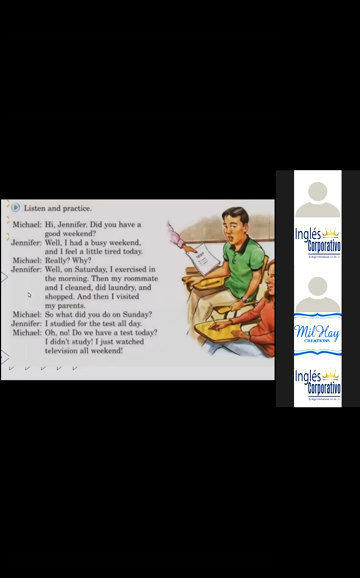 Listen and practice.
Michael: Hi, Jennifer. Did you have a
good weekend?
Jennifer: Well, I had a busy weekend,
and I feel a little tired today.
Michael: Really? Why?
Jennifer: Well, on Saturday, I exercised in
the morning. Then my roommate
and I cleaned, did laundry, and
shopped. And then I visited
my parents.
Michael: So what did you do on Sunday?
Jennifer: I studied for the test all day.
Michael: Oh, no! Do we have a test today?
I didn't study! I just watched
television all weekend!
Inglés
Corporativo
MilHay
CREATIONS
Inglés
Corporativo